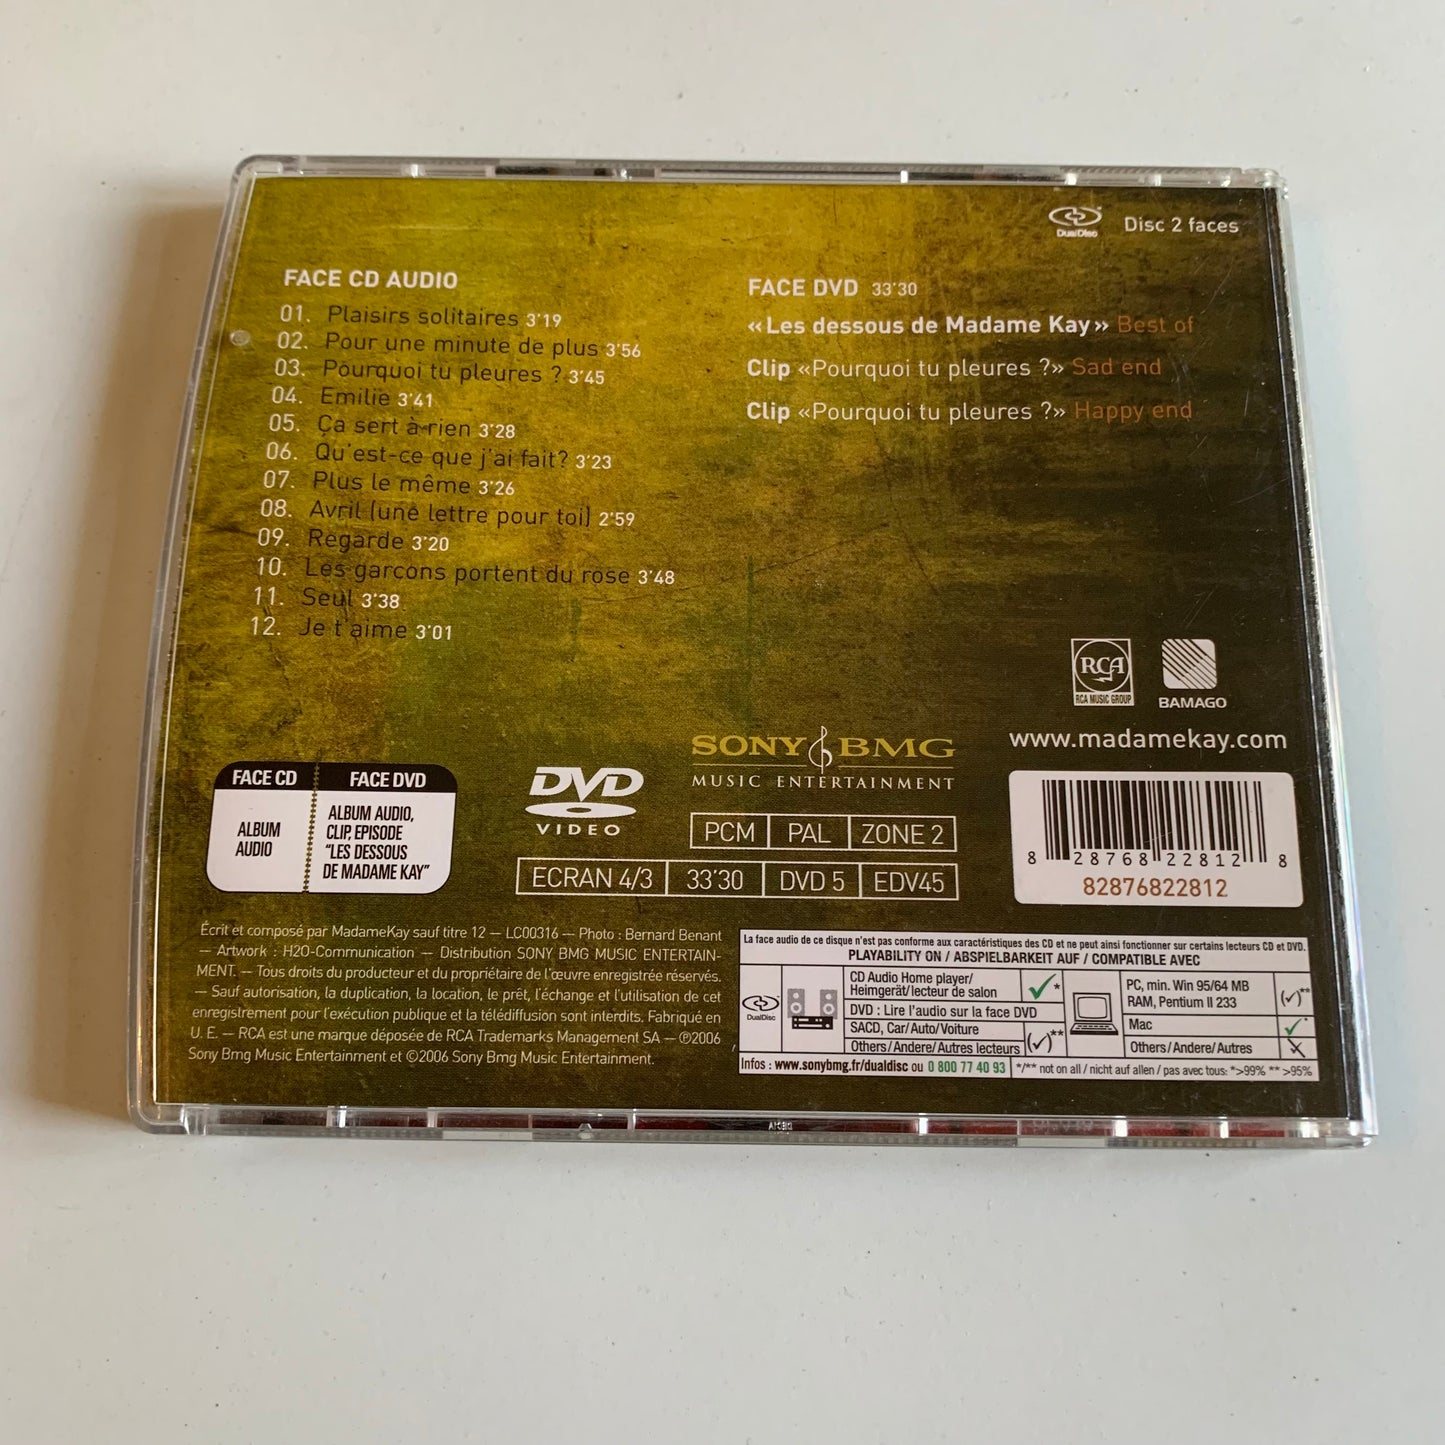 DualDisc
Disc 2 faces
FACE CD AUDIO
01. Plaisirs solitaires 3'19
02. Pour une minute de plus 3'56
03. Pourquoi tu pleures ? 3'45
04. Emilie 3'41
05. Ça sert à rien 3'28
06. Qu'est-ce que j'ai fait? 3'23
07. Plus le même 3'26
08. Avril (une lettre pour toi) 2'59
09. Regarde 3'20
10. Les garçons portent du rose 3'48
11. Seul 3'38
12. Je t'aime 3'01
FACE DVD 33'30
«Les dessous de Madame Kay» Best of
Clip «Pourquoi tu pleures ?» Sad end
Clip «Pourquoi tu pleures ?» Happy end
RCA
RCA MUSIC GROUP
BAMAGO
www.madamekay.com
FACE CD
ALBUM
AUDIO
FACE DVD
ALBUM AUDIO,
CLIP, EPISODE
"LES DESSOUS
DE MADAME KAY"
DVD
VIDEO
SONY BMG
MUSIC ENTERTAINMENT
PCM PAL ZONE 2
ECRAN 4/3 33'30 DVD 5 EDV45
8 28768 22812 8
82876822812
Écrit et composé par MadameKay sauf titre 12 – LC00316 – Photo : Bernard Benant
– Artwork : H2O-Communication – Distribution SONY BMG MUSIC ENTERTAIN-
MENT. – Tous droits du producteur et du propriétaire de l'œuvre enregistrée réservés.
– Sauf autorisation, la duplication, la location, le prêt, l'échange et l'utilisation de cet
enregistrement pour l'exécution publique et la télédiffusion sont interdits. Fabriqué en
U. E. – RCA est une marque déposée de RCA Trademarks Management SA – ℗2006
Sony Bmg Music Entertainment et ©2006 Sony Bmg Music Entertainment.
La face audio de ce disque n'est pas conforme aux caractéristiques des CD et ne peut ainsi fonctionner sur certains lecteurs CD et DVD.
PLAYABILITY ON / ABSPIELBARKEIT AUF / COMPATIBLE AVEC
DualDisc
CD Audio Home player/
Heimgerät/lecteur de salon ✓*
DVD : Lire l'audio sur la face DVD
SACD, Car/Auto/Voiture
Others/Andere/Autres lecteurs (✓)**
PC, min. Win 95/64 MB
RAM, Pentium II 233 (✓)**
Mac ✓*
Others/Andere/Autres
Infos : www.sonybmg.fr/dualdisc ou 0 800 77 40 93
*/** not on all / nicht auf allen / pas avec tous: *>99% **>95%